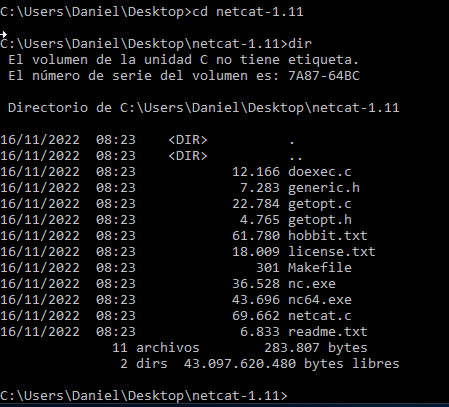 C:\Users\Daniel\Desktop>cd netcat-1.11
C:\Users\Daniel\Desktop\netcat-1.11>dir
 El volumen de la unidad C no tiene etiqueta.
 El número de serie del volumen es: 7A87-64BC
 Directorio de C:\Users\Daniel\Desktop\netcat-1.11
16/11/2022  08:23    <DIR>          .
16/11/2022  08:23    <DIR>          ..
16/11/2022  08:23            12.166 doexec.c
16/11/2022  08:23             7.283 generic.h
16/11/2022  08:23            22.784 getopt.c
16/11/2022  08:23             4.765 getopt.h
16/11/2022  08:23            61.780 hobbit.txt
16/11/2022  08:23            18.009 license.txt
16/11/2022  08:23               301 Makefile
16/11/2022  08:23            36.528 nc.exe
16/11/2022  08:23            43.696 nc64.exe
16/11/2022  08:23            69.662 netcat.c
16/11/2022  08:23             6.833 readme.txt
              11 archivos        283.807 bytes
               2 dirs  43.097.620.480 bytes libres
C:\Users\Daniel\Desktop\netcat-1.11>